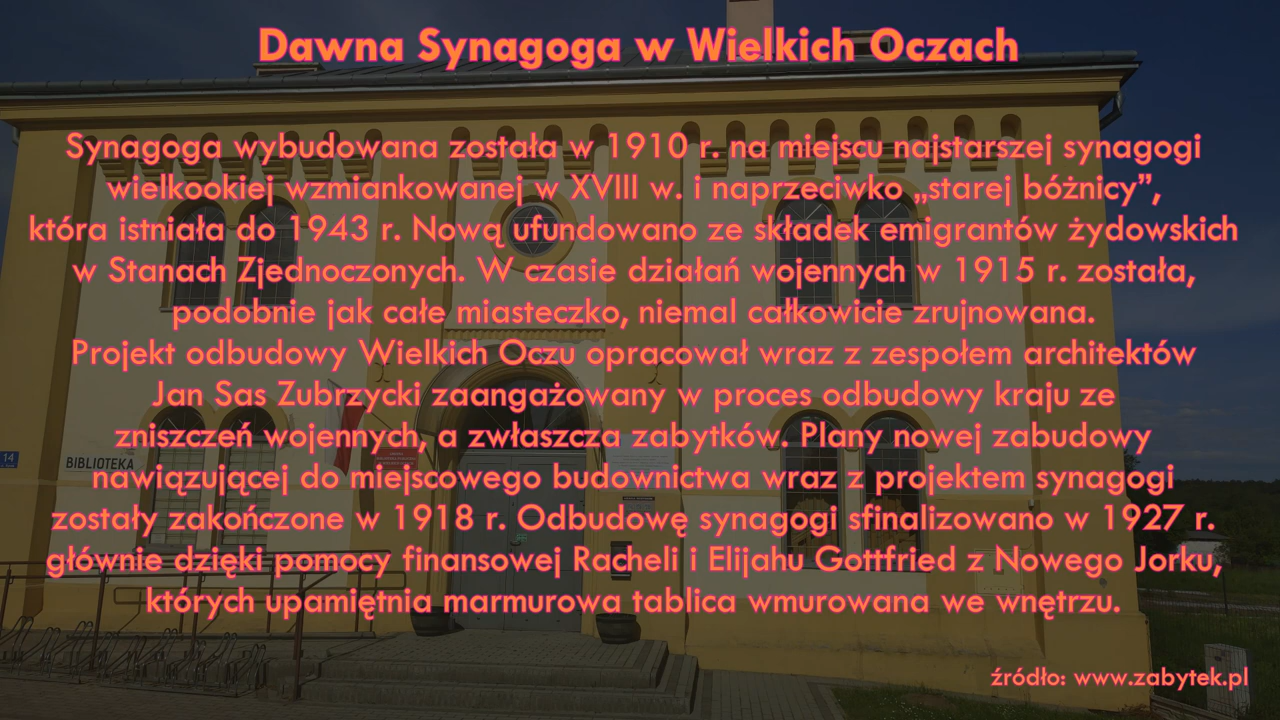 Dawna Synagoga w Wielkich Oczach
Synagoga wybudowana została w 1910 r. na miejscu najstarszej synagogi
wielkookiej wzmiankowanej w XVIII w. i naprzeciwko „starej bóżnicy”,
która istniała do 1943 r. Nową ufundowano ze składek emigrantów żydowskich
w Stanach Zjednoczonych. W czasie działań wojennych w 1915 r. została,
podobnie jak całe miasteczko, niemal całkowicie zrujnowana.
Projekt odbudowy Wielkich Oczu opracował wraz z zespołem architektów
Jan Sas Zubrzycki zaangażowany w proces odbudowy kraju ze
zniszczeń wojennych, a zwłaszcza zabytków. Plany nowej zabudowy
nawiązującej do miejscowego budownictwa wraz z projektem synagogi
zostały zakończone w 1918 r. Odbudowę synagogi sfinalizowano w 1927 r.
głównie dzięki pomocy finansowej Racheli i Elijahu Gottfried z Nowego Jorku,
których upamiętnia marmurowa tablica wmurowana we wnętrzu.
źródło: www.zabytek.pl
14
BIBLIOTEKA